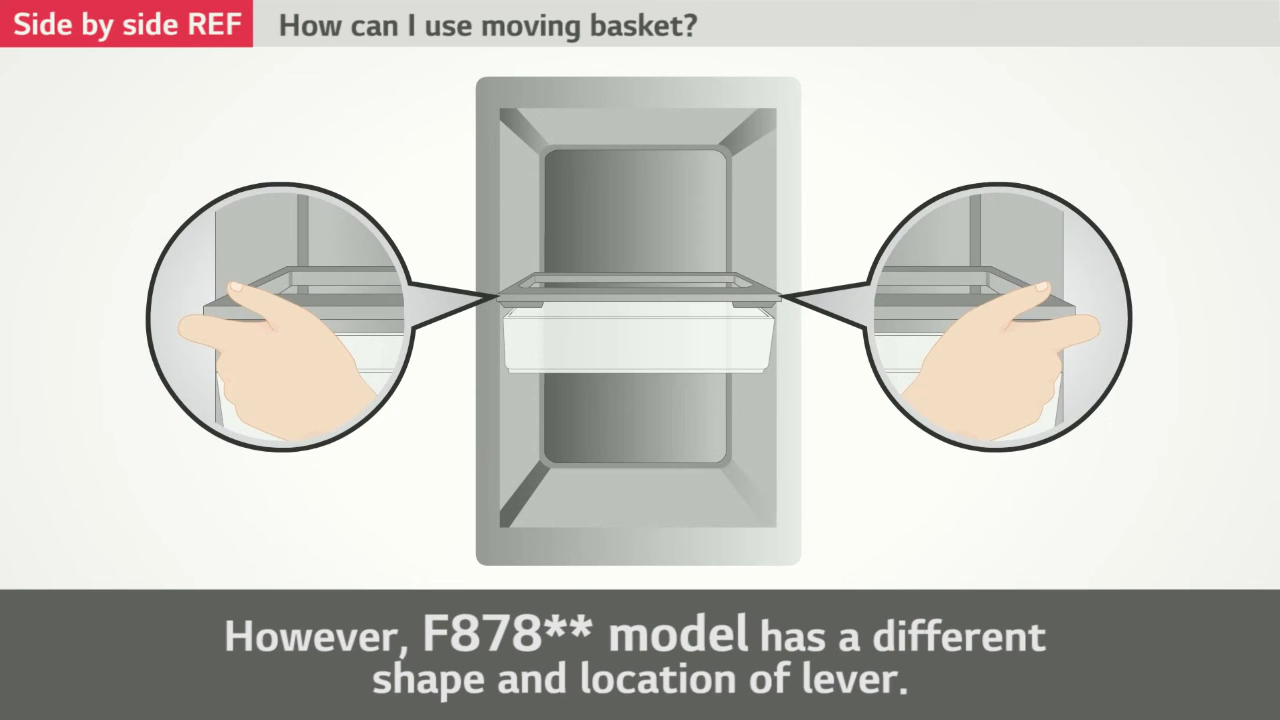 Side by side REF
How can I use moving basket?
However, F878** model has a different
shape and location of lever.